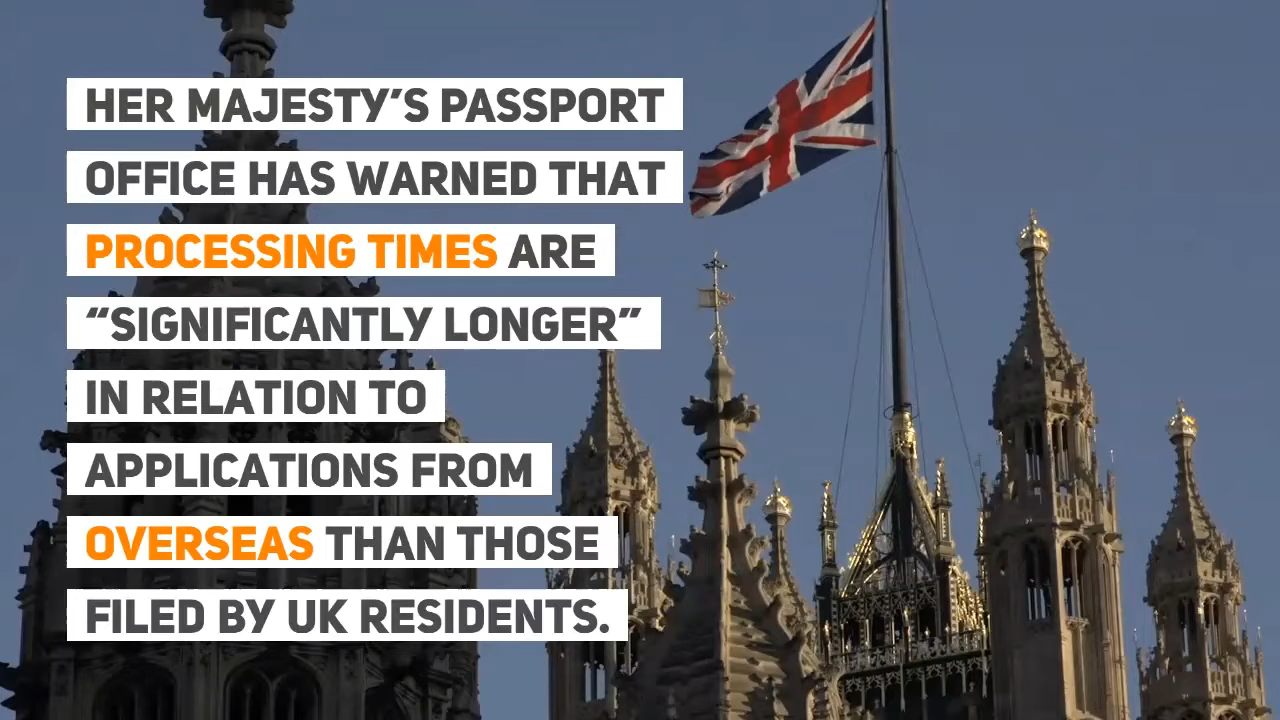 HER MAJESTY'S PASSPORT
OFFICE HAS WARNED THAT
PROCESSING TIMES ARE
“SIGNIFICANTLY LONGER”
IN RELATION TO
APPLICATIONS FROM
OVERSEAS THAN THOSE
FILED BY UK RESIDENTS.